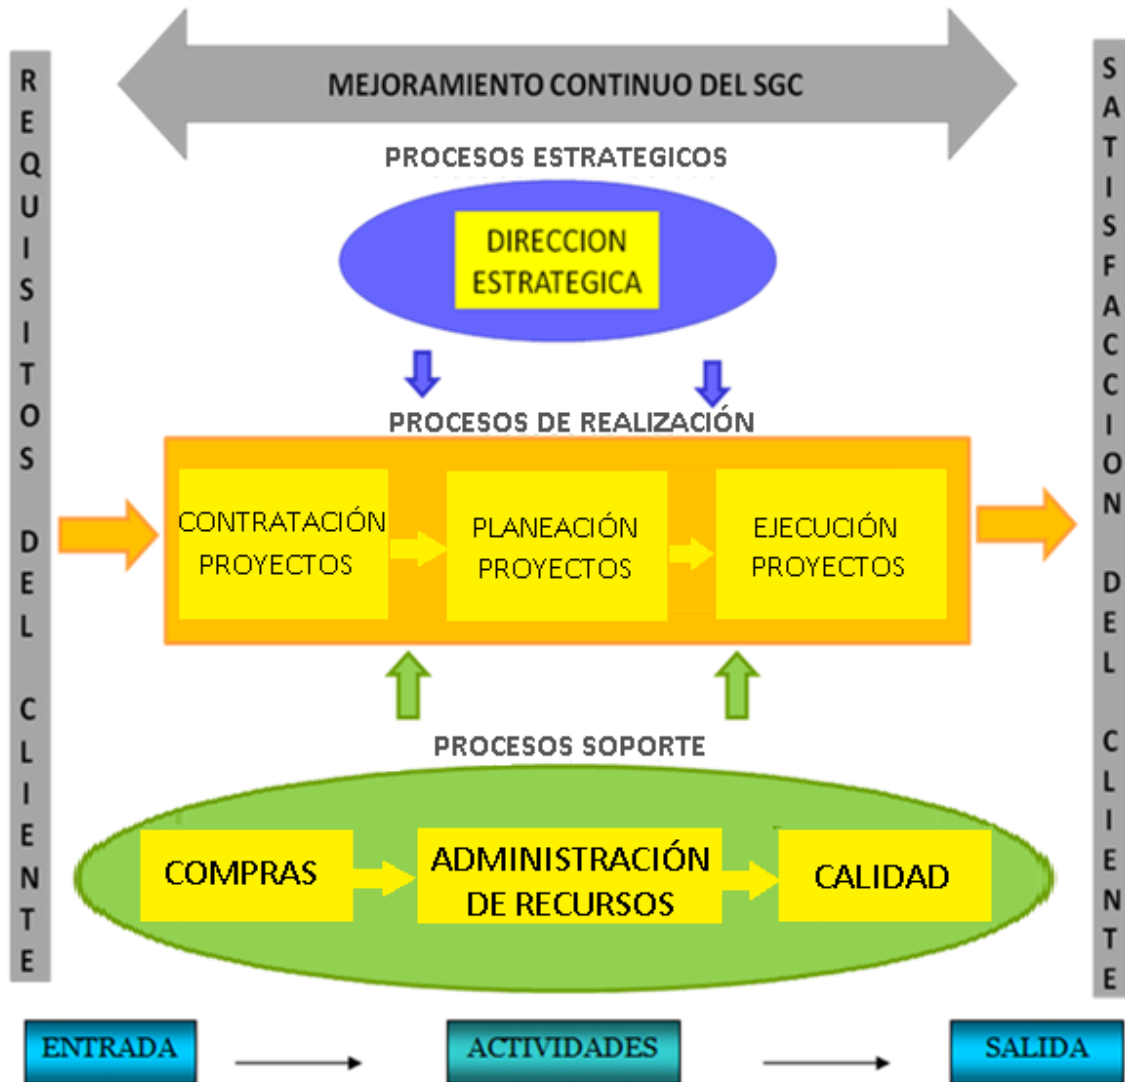 MEJORAMIENTO CONTINUO DEL SGC
REQUISITOS DEL CLIENTE
PROCESOS ESTRATEGICOS
DIRECCION
ESTRATEGICA
PROCESOS DE REALIZACIÓN
CONTRATACIÓN
PROYECTOS
PLANEACIÓN
PROYECTOS
EJECUCIÓN
PROYECTOS
PROCESOS SOPORTE
COMPRAS
ADMINISTRACIÓN
DE RECURSOS
CALIDAD
SATISFACCION DEL CLIENTE
ENTRADA
ACTIVIDADES
SALIDA